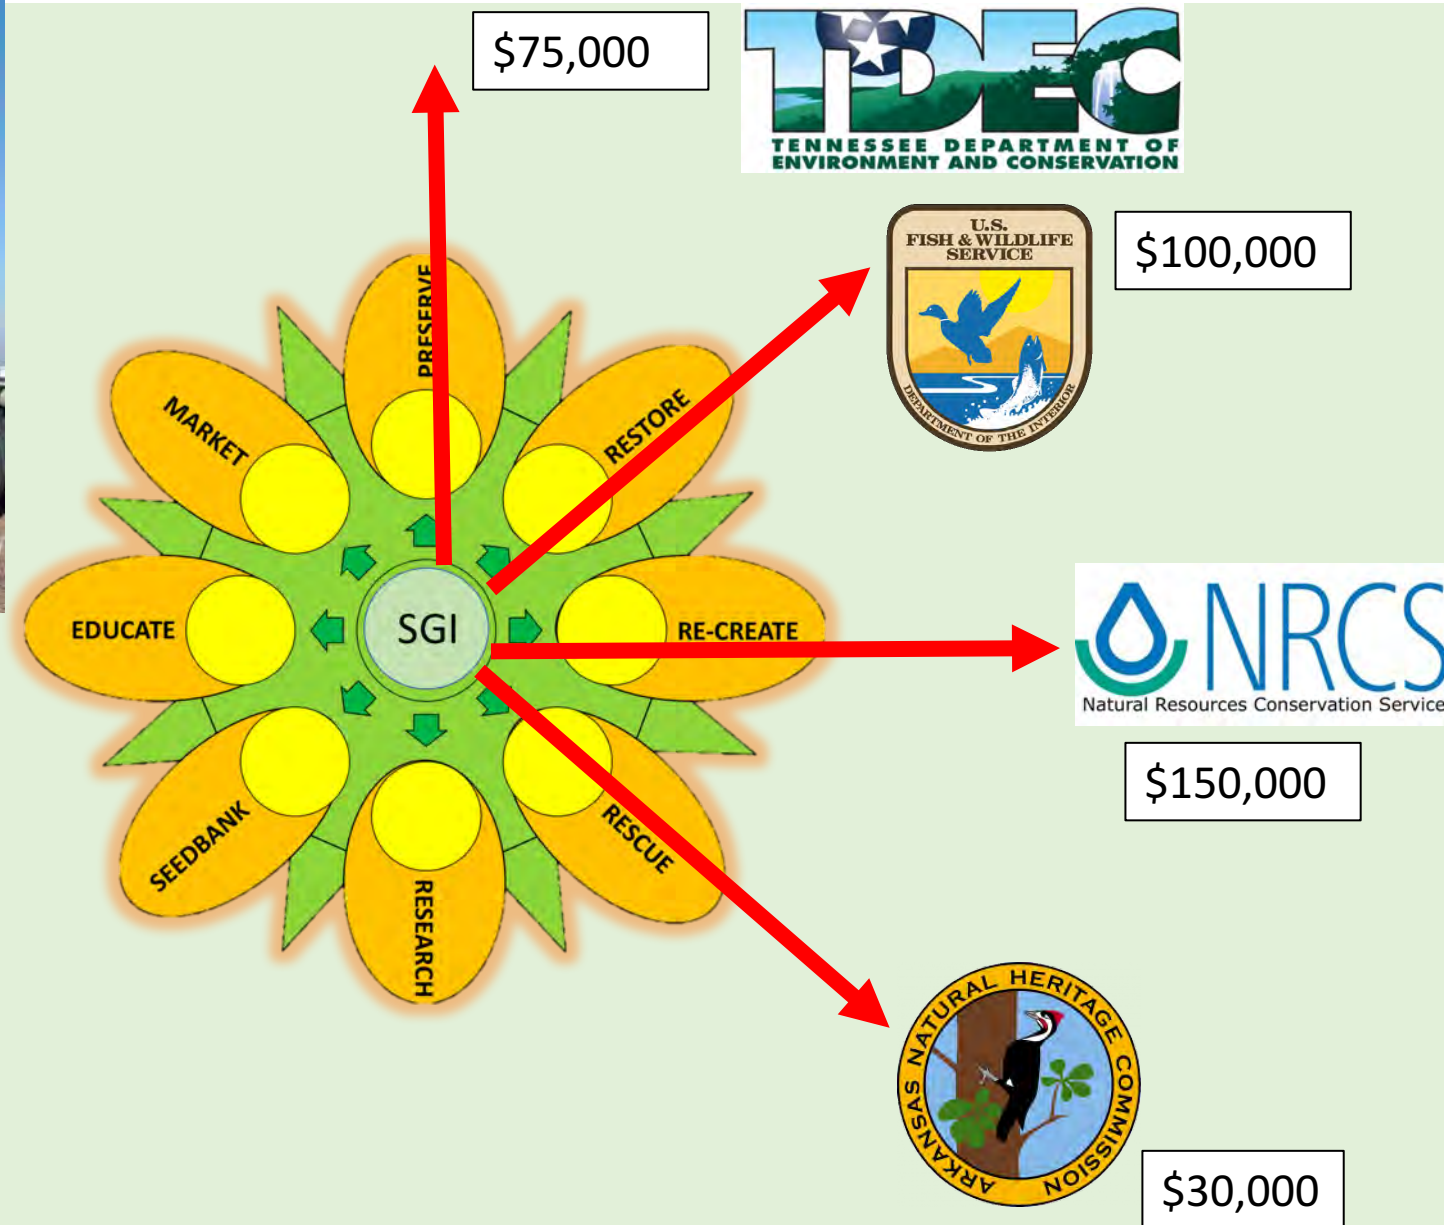 $75,000
TDEC
TENNESSEE DEPARTMENT OF
ENVIRONMENT AND CONSERVATION
U.S.
FISH & WILDLIFE
SERVICE
DEPARTMENT OF THE INTERIOR
$100,000
PRESERVE
MARKET
RESTORE
EDUCATE
SGI
RE-CREATE
NRCS
Natural Resources Conservation Service
$150,000
SEEDBANK
RESCUE
RESEARCH
ARKANSAS NATURAL HERITAGE COMMISSION
$30,000